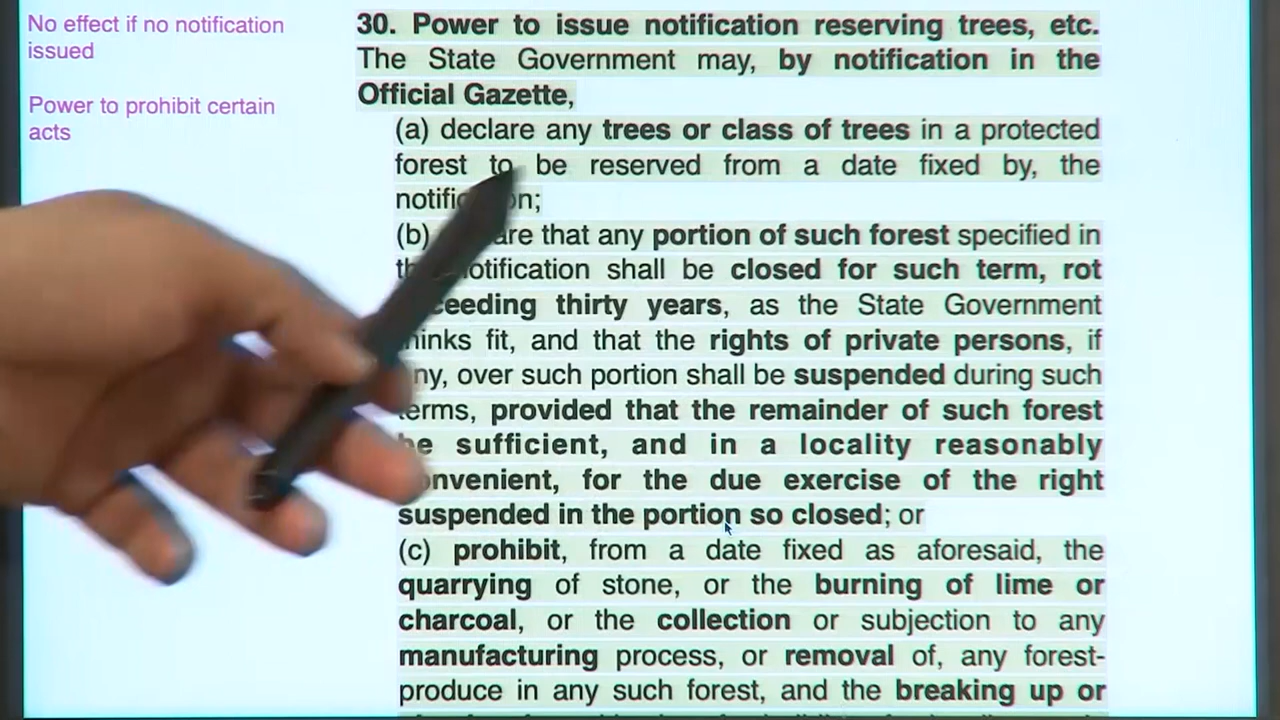 No effect if no notification
issued
Power to prohibit certain
acts
30. Power to issue notification reserving trees, etc.
The State Government may, by notification in the
Official Gazette,
(a) declare any trees or class of trees in a protected
forest to be reserved from a date fixed by, the
(b) that any portion of such forest specified in
shall be closed for such term, rot
thirty years, as the State Government
fit, and that the rights of private persons, if
over such portion shall be suspended during such
provided that the remainder of such forest
sufficient, and in a locality reasonably
for the due exercise of the right
suspended in the portion so closed; or
(c) prohibit, from a date fixed as aforesaid, the
quarrying of stone, or the burning of lime or
charcoal, or the collection or subjection to any
manufacturing process, or removal of, any forest-
produce in any such forest, and the breaking up or